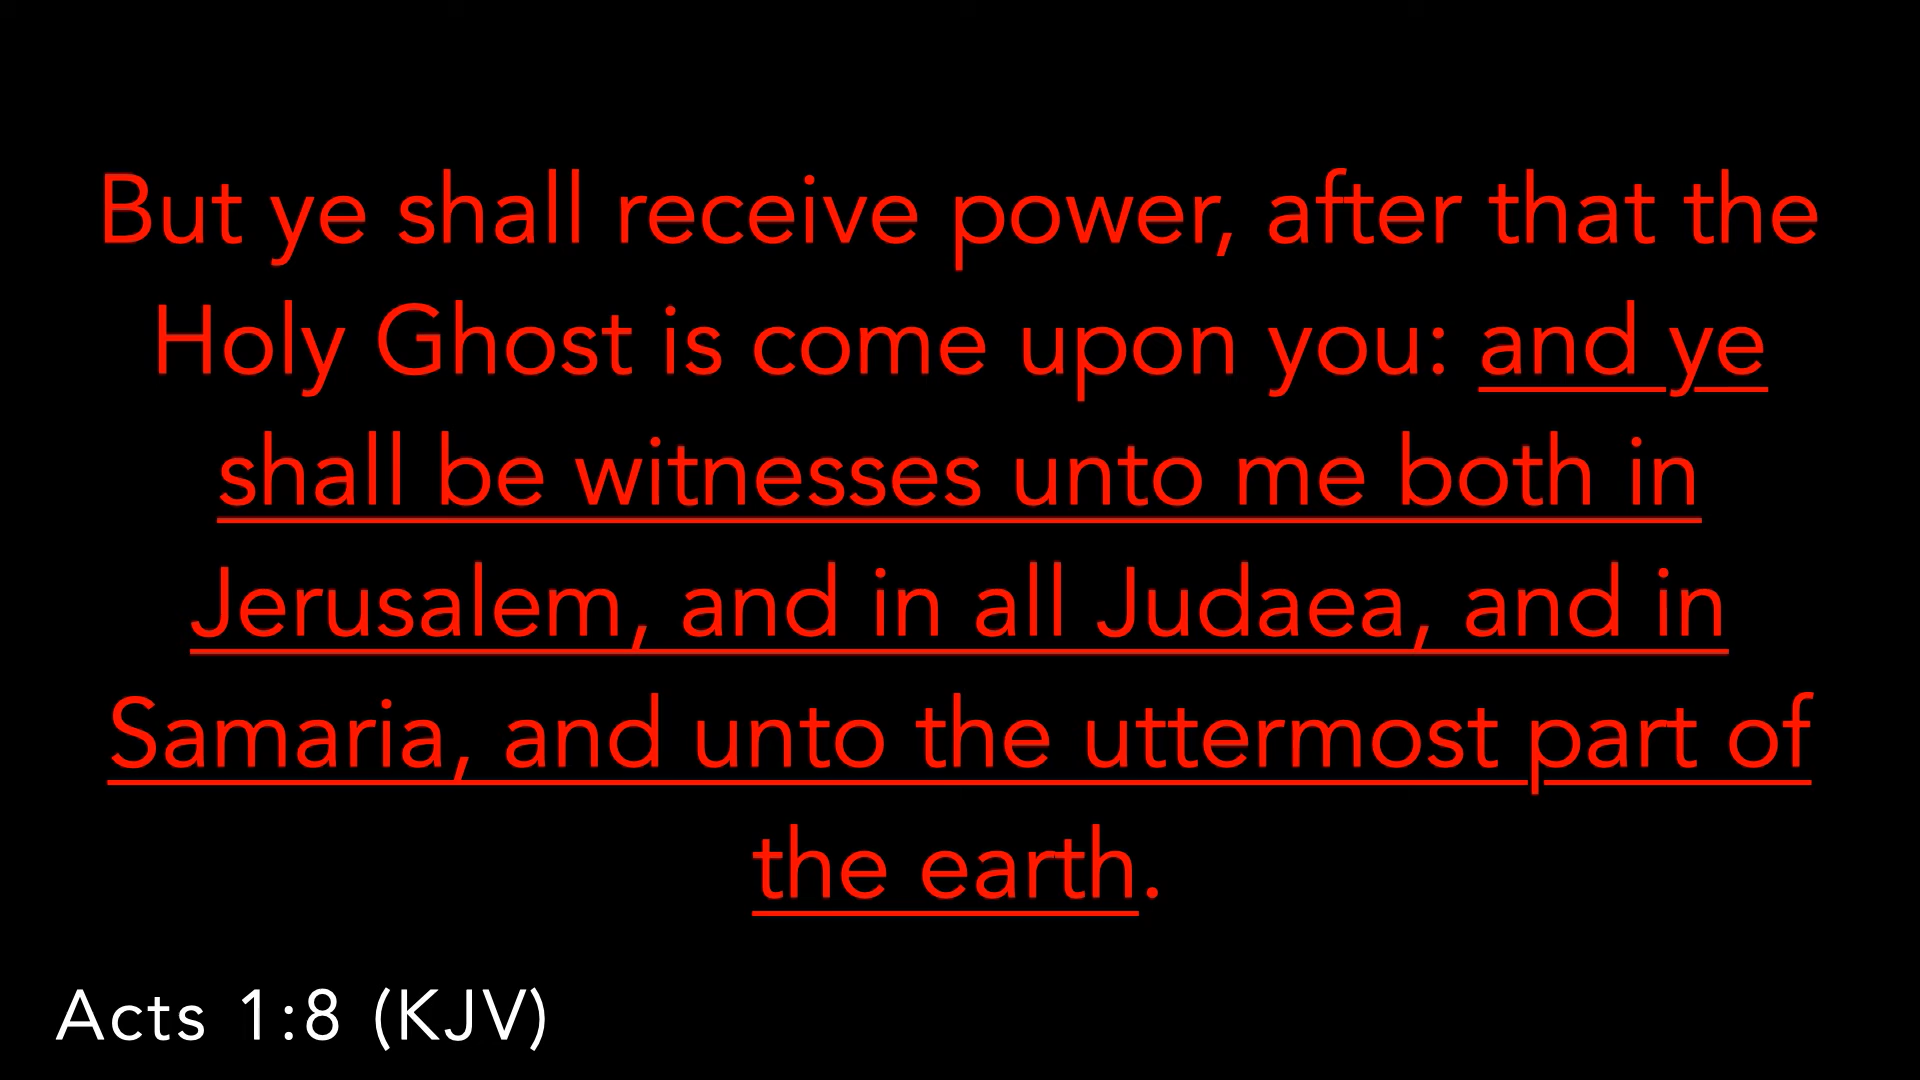 But ye shall receive power, after that the
Holy Ghost is come upon you: and ye
shall be witnesses unto me both in
Jerusalem, and in all Judaea, and in
Samaria, and unto the uttermost part of
the earth.
Acts 1:8 (KJV)